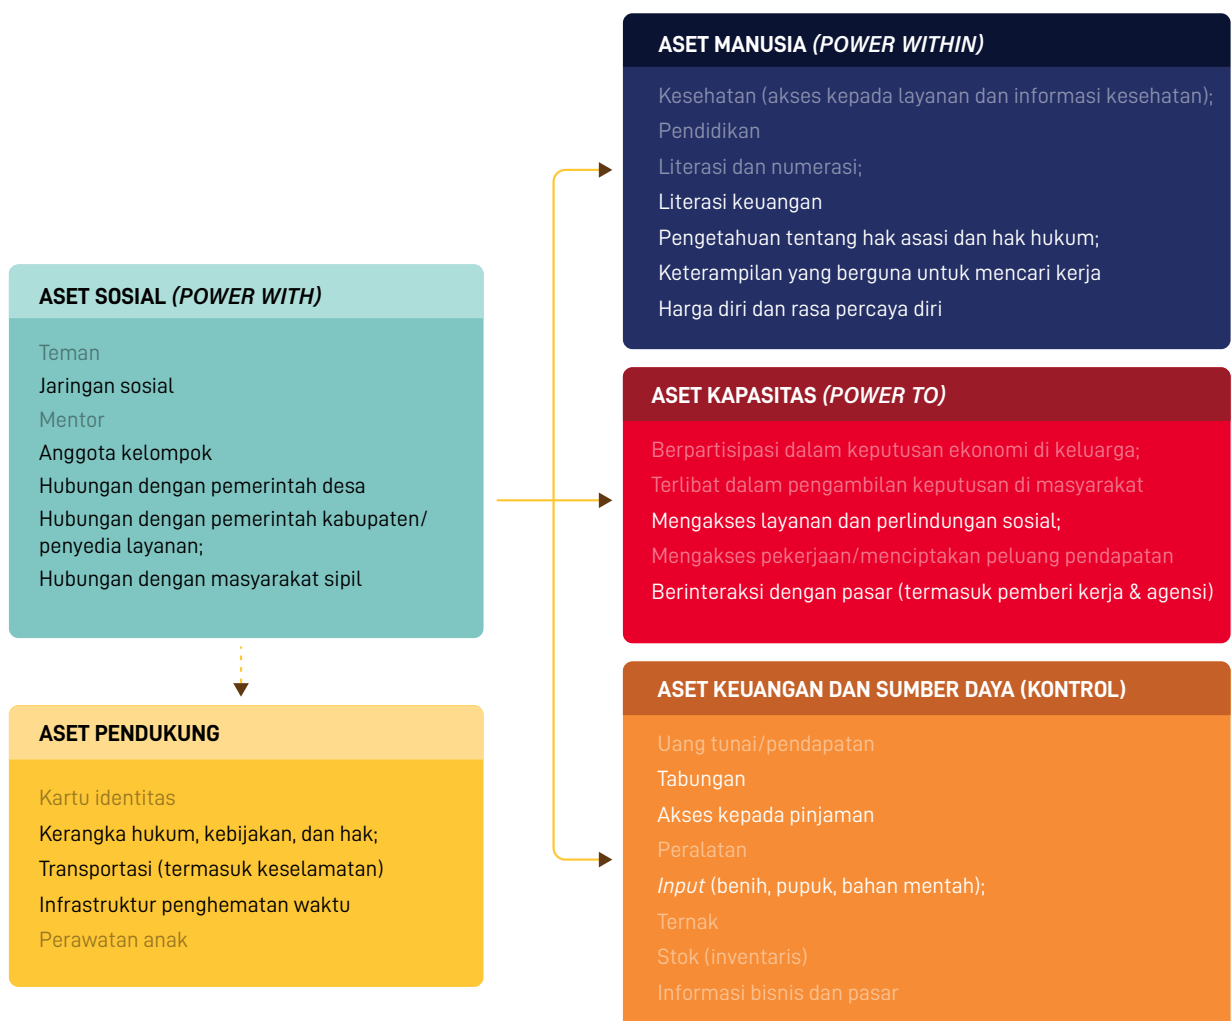 ASET SOSIAL (POWER WITH)
Teman
Jaringan sosial
Mentor
Anggota kelompok
Hubungan dengan pemerintah desa
Hubungan dengan pemerintah kabupaten/
penyedia layanan;
Hubungan dengan masyarakat sipil
ASET PENDUKUNG
Kartu identitas
Kerangka hukum, kebijakan, dan hak;
Transportasi (termasuk keselamatan)
Infrastruktur penghematan waktu
Perawatan anak
ASET MANUSIA (POWER WITHIN)
Kesehatan (akses kepada layanan dan informasi kesehatan);
Pendidikan
Literasi dan numerasi;
Literasi keuangan
Pengetahuan tentang hak asasi dan hak hukum;
Keterampilan yang berguna untuk mencari kerja
Harga diri dan rasa percaya diri
ASET KAPASITAS (POWER TO)
Berpartisipasi dalam keputusan ekonomi di keluarga;
Terlibat dalam pengambilan keputusan di masyarakat
Mengakses layanan dan perlindungan sosial;
Mengakses pekerjaan/menciptakan peluang pendapatan
Berinteraksi dengan pasar (termasuk pemberi kerja & agensi)
ASET KEUANGAN DAN SUMBER DAYA (KONTROL)
Uang tunai/pendapatan
Tabungan
Akses kepada pinjaman
Peralatan
Input (benih, pupuk, bahan mentah);
Ternak
Stok (inventaris)
Informasi bisnis dan pasar